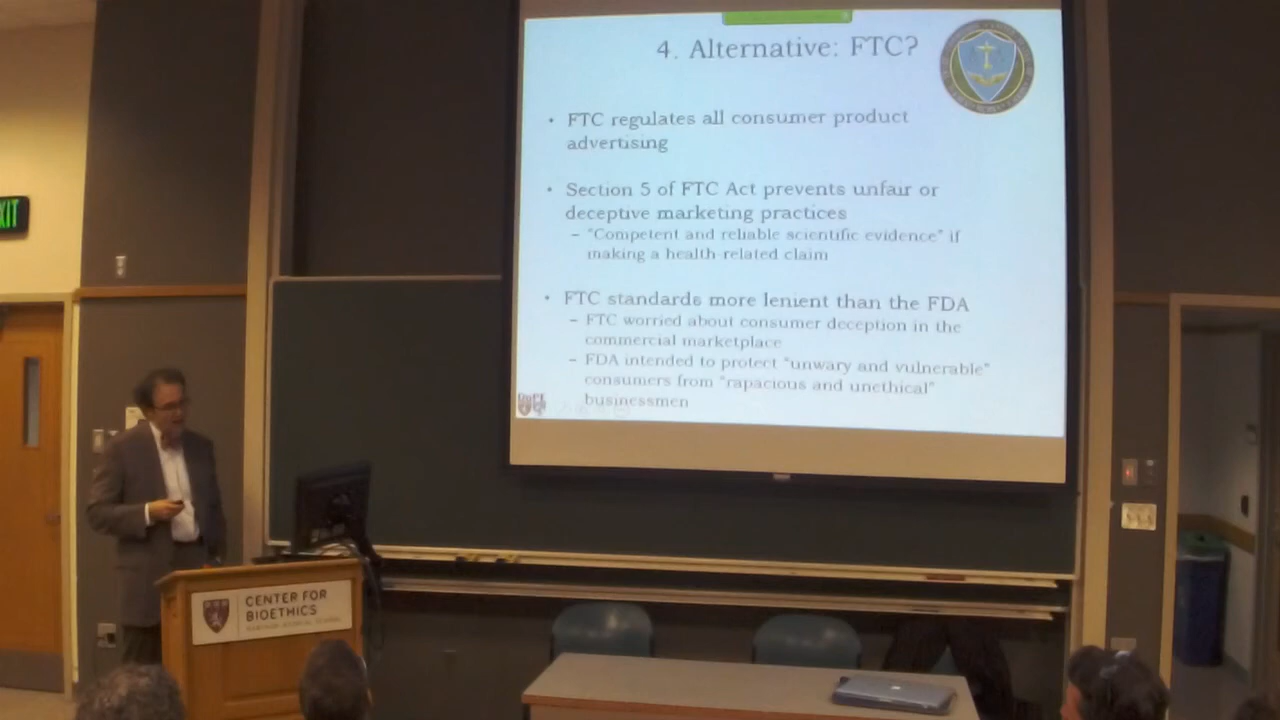 4. Alternative: FTC?
• FTC regulates all consumer product
advertising
• Section 5 of FTC Act prevents unfair or
deceptive marketing practices
– "Competent and reliable scientific evidence" if
making a health-related claim
• FTC standards more lenient than the FDA
– FTC worried about consumer deception in the
commercial marketplace
– FDA intended to protect "unwary and vulnerable"
consumers from "rapacious and unethical"
businessmen
EXIT
CENTER FOR
BIOETHICS
HARVARD MEDICAL SCHOOL